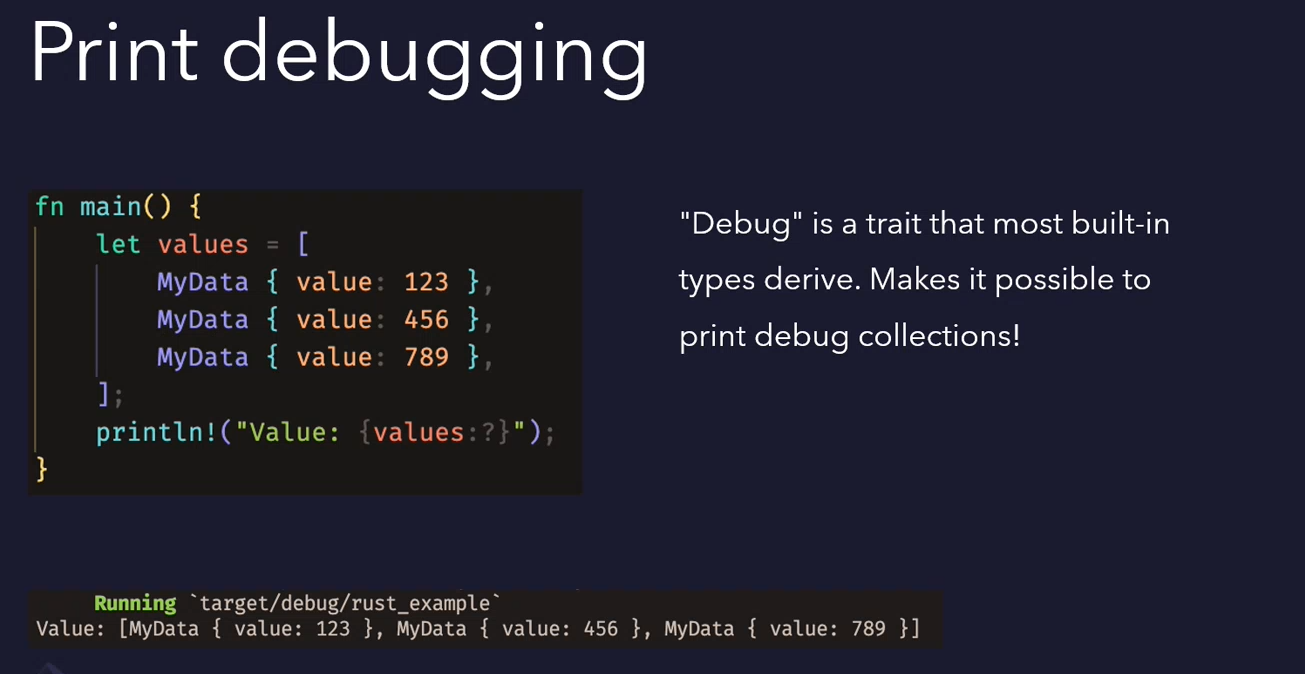 Print debugging
fn main() {
    let values = [
        MyData { value: 123 },
        MyData { value: 456 },
        MyData { value: 789 },
    ];
    println!("Value: {values:?}");
}
"Debug" is a trait that most built-in
types derive. Makes it possible to
print debug collections!
Running `target/debug/rust_example`
Value: [MyData { value: 123 }, MyData { value: 456 }, MyData { value: 789 }]